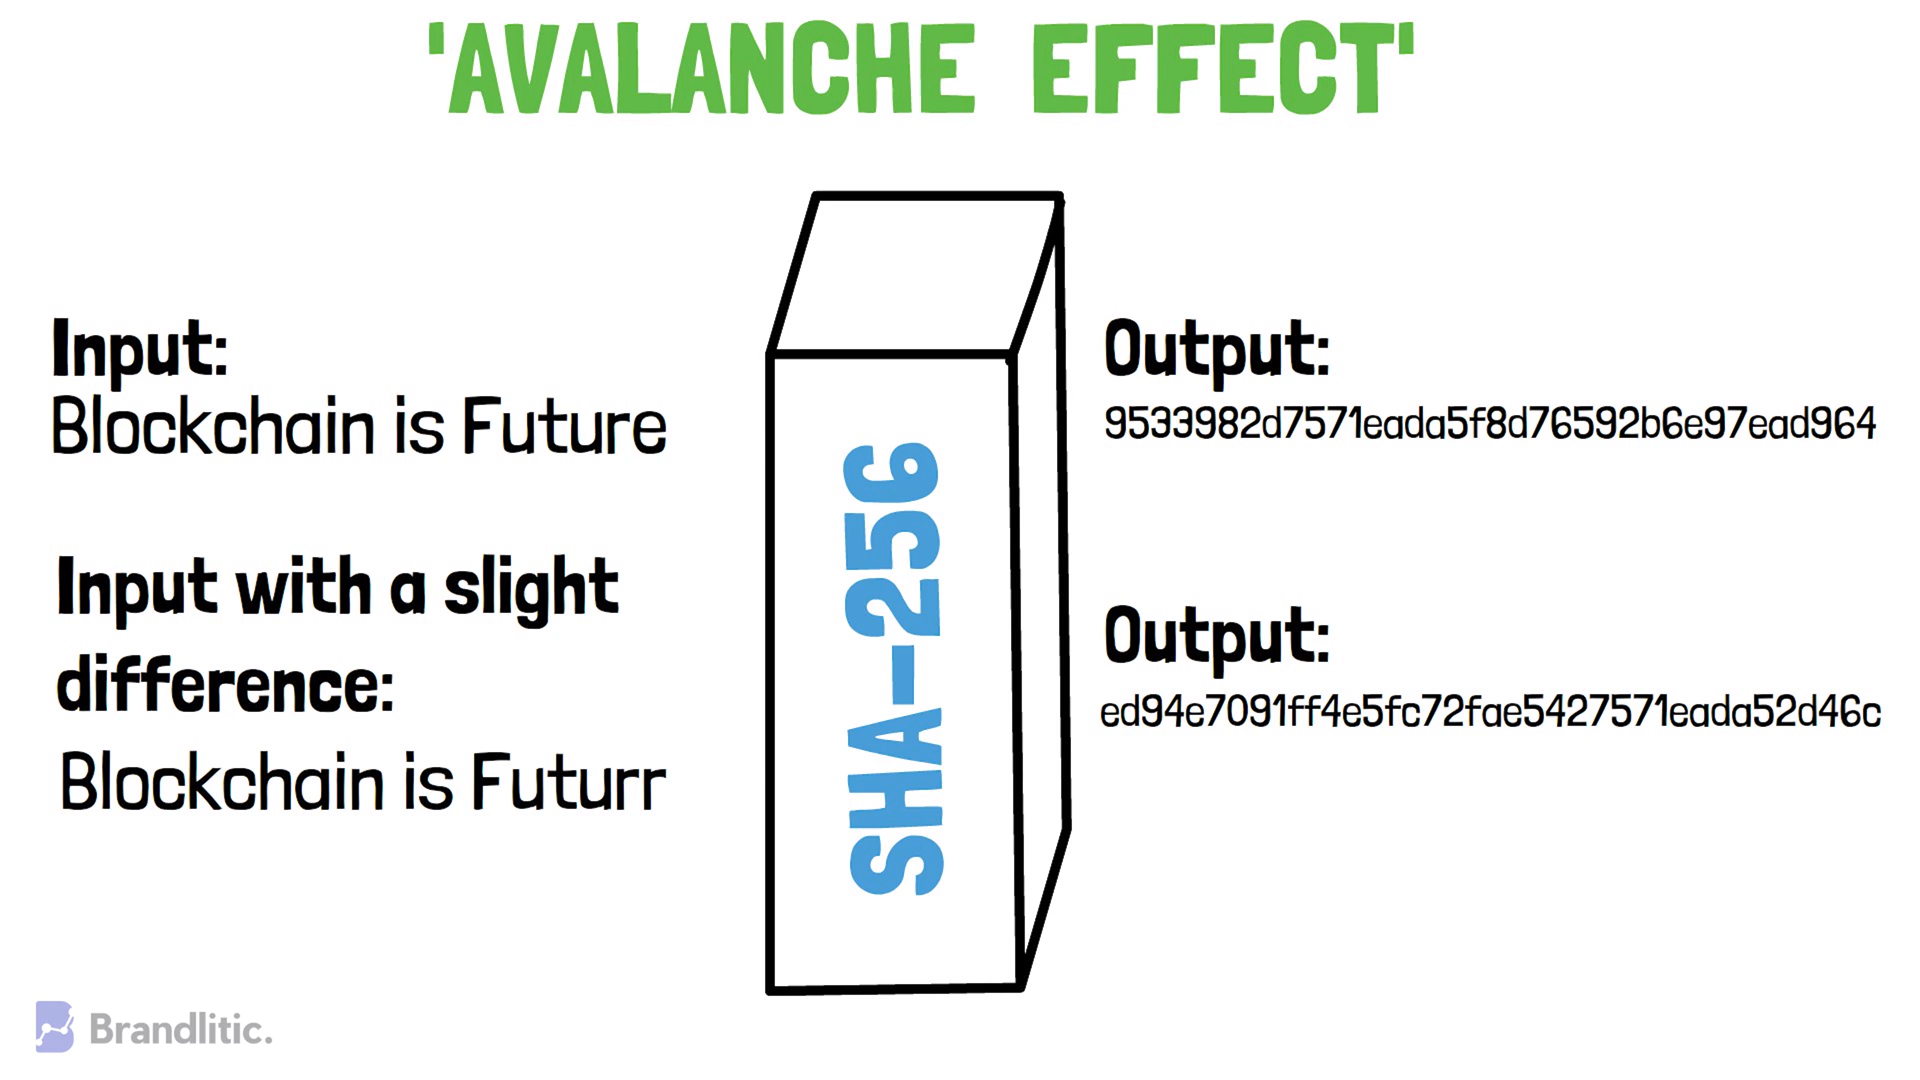 'AVALANCHE EFFECT'
Input:
Blockchain is Future
Input with a slight
difference:
Blockchain is Futurr
SHA-256
Output:
9533982d7571eada5f8d76592b6e97ead964
Output:
ed94e7091ff4e5fc72fae5427571eada52d46c
Brandlitic.